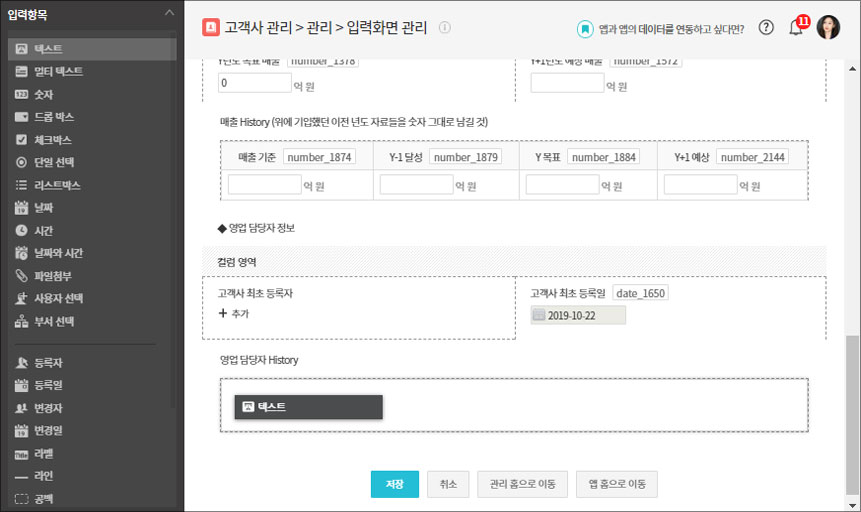 입력항목
텍스트
멀티 텍스트
숫자
드롭 박스
체크박스
단일 선택
리스트박스
날짜
시간
날짜와 시간
파일첨부
사용자 선택
부서 선택
등록자
등록일
변경자
변경일
라벨
라인
공백
고객사 관리 > 관리 > 입력화면 관리
앱과 앱의 데이터를 연동하고 싶다면?
11
Y년도 목표 매출 number_1378
Y+1년도 예상 매출 number_1572
0 억 원
억 원
매출 History (위에 기입했던 이전 년도 자료들을 숫자 그대로 남길 것)
매출 기준 number_1874 Y-1 달성 number_1879 Y 목표 number_1884 Y+1 예상 number_2144
억 원 억 원 억 원 억 원
◆ 영업 담당자 정보
컬럼 영역
고객사 최초 등록자
+ 추가
고객사 최초 등록일 date_1650
2019-10-22
영업 담당자 History
텍스트
저장 취소 관리 홈으로 이동 앱 홈으로 이동